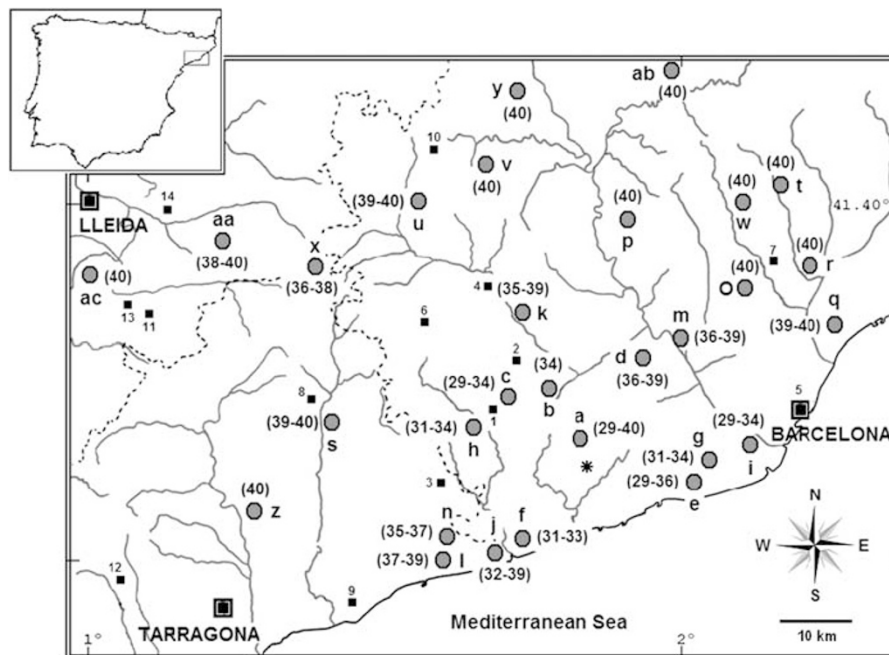 ab
y
(40)
(40)
10
v
(40)
(40)
t
14
(40)
LLEIDA
(39-40)
u
(40)
p
w
41.40°
aa
(38-40)
x
(36-38)
7
(40)
r
(40)
ac
(40)
O
4
(35-39)
k
q
(39-40)
13
11
6
m
(36-39)
2
d
(36-39)
(34)
b
(29-34)
c
5
BARCELONA
8
(39-40)
s
1
(31-34)
h
a
(29-40)
*
(29-34)
i
g
(31-34)
(29-36)
e
3
(40)
z
n
(35-37)
j
f
(31-33)
(37-39)
l
(32-39)
N
W
E
S
12
9
TARRAGONA
Mediterranean Sea
10 km
1°
2°